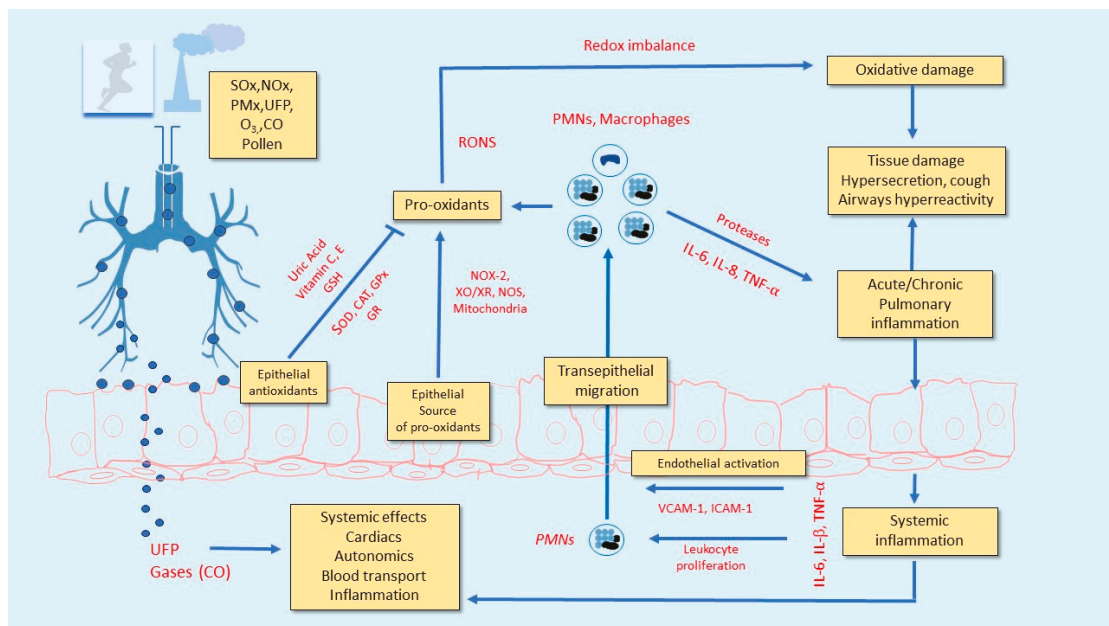 SOx,NOx,
PMx,UFP,
O3,,CO
Pollen
Redox imbalance
Oxidative damage
RONS
PMNs, Macrophages
Tissue damage
Hypersecretion, cough
Airways hyperreactivity
Pro-oxidants
Proteases
IL-6, IL-8, TNF-α
Uric Acid
Vitamin C, E
GSH
SOD, CAT, GPx
GR
NOX-2,
XO/XR, NOS,
Mitochondria
Acute/Chronic
Pulmonary
inflammation
Epithelial
antioxidants
Epithelial
Source
of pro-oxidants
Transepithelial
migration
Endothelial activation
VCAM-1, ICAM-1
IL-6, IL-β, TNF-α
Systemic
inflammation
PMNs
Leukocyte
proliferation
UFP
Gases (CO)
Systemic effects
Cardiacs
Autonomics
Blood transport
Inflammation